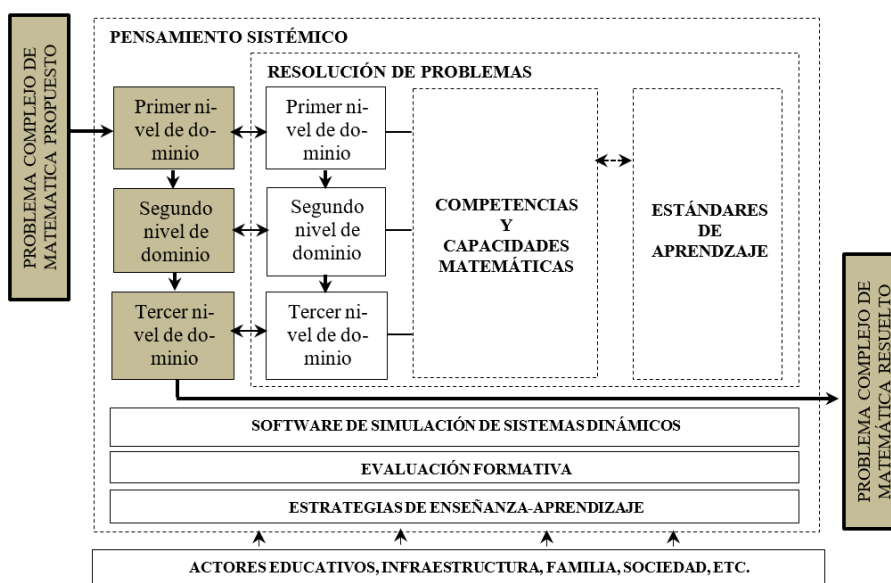 PROBLEMA COMPLEJO DE
MATEMATICA PROPUESTO
PENSAMIENTO SISTÉMICO
RESOLUCIÓN DE PROBLEMAS
Primer ni-
vel de do-
minio
Primer ni-
vel de do-
minio
Segundo
nivel de
dominio
Segundo
nivel de
dominio
Tercer ni-
vel de do-
minio
Tercer ni-
vel de do-
minio
COMPETENCIAS
Y
CAPACIDADES
MATEMÁTICAS
ESTÁNDARES
DE
APRENDZAJE
PROBLEMA COMPLEJO DE
MATEMÁTICA RESUELTO
SOFTWARE DE SIMULACIÓN DE SISTEMAS DINÁMICOS
EVALUACIÓN FORMATIVA
ESTRATEGIAS DE ENSEÑANZA-APRENDIZAJE
ACTORES EDUCATIVOS, INFRAESTRUCTURA, FAMILIA, SOCIEDAD, ETC.